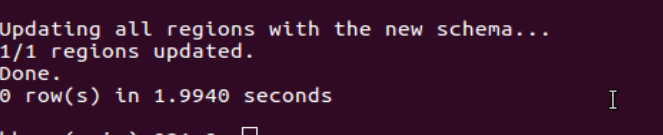 Updating all regions with the new schema...
1/1 regions updated.
Done.
0 row(s) in 1.9940 seconds